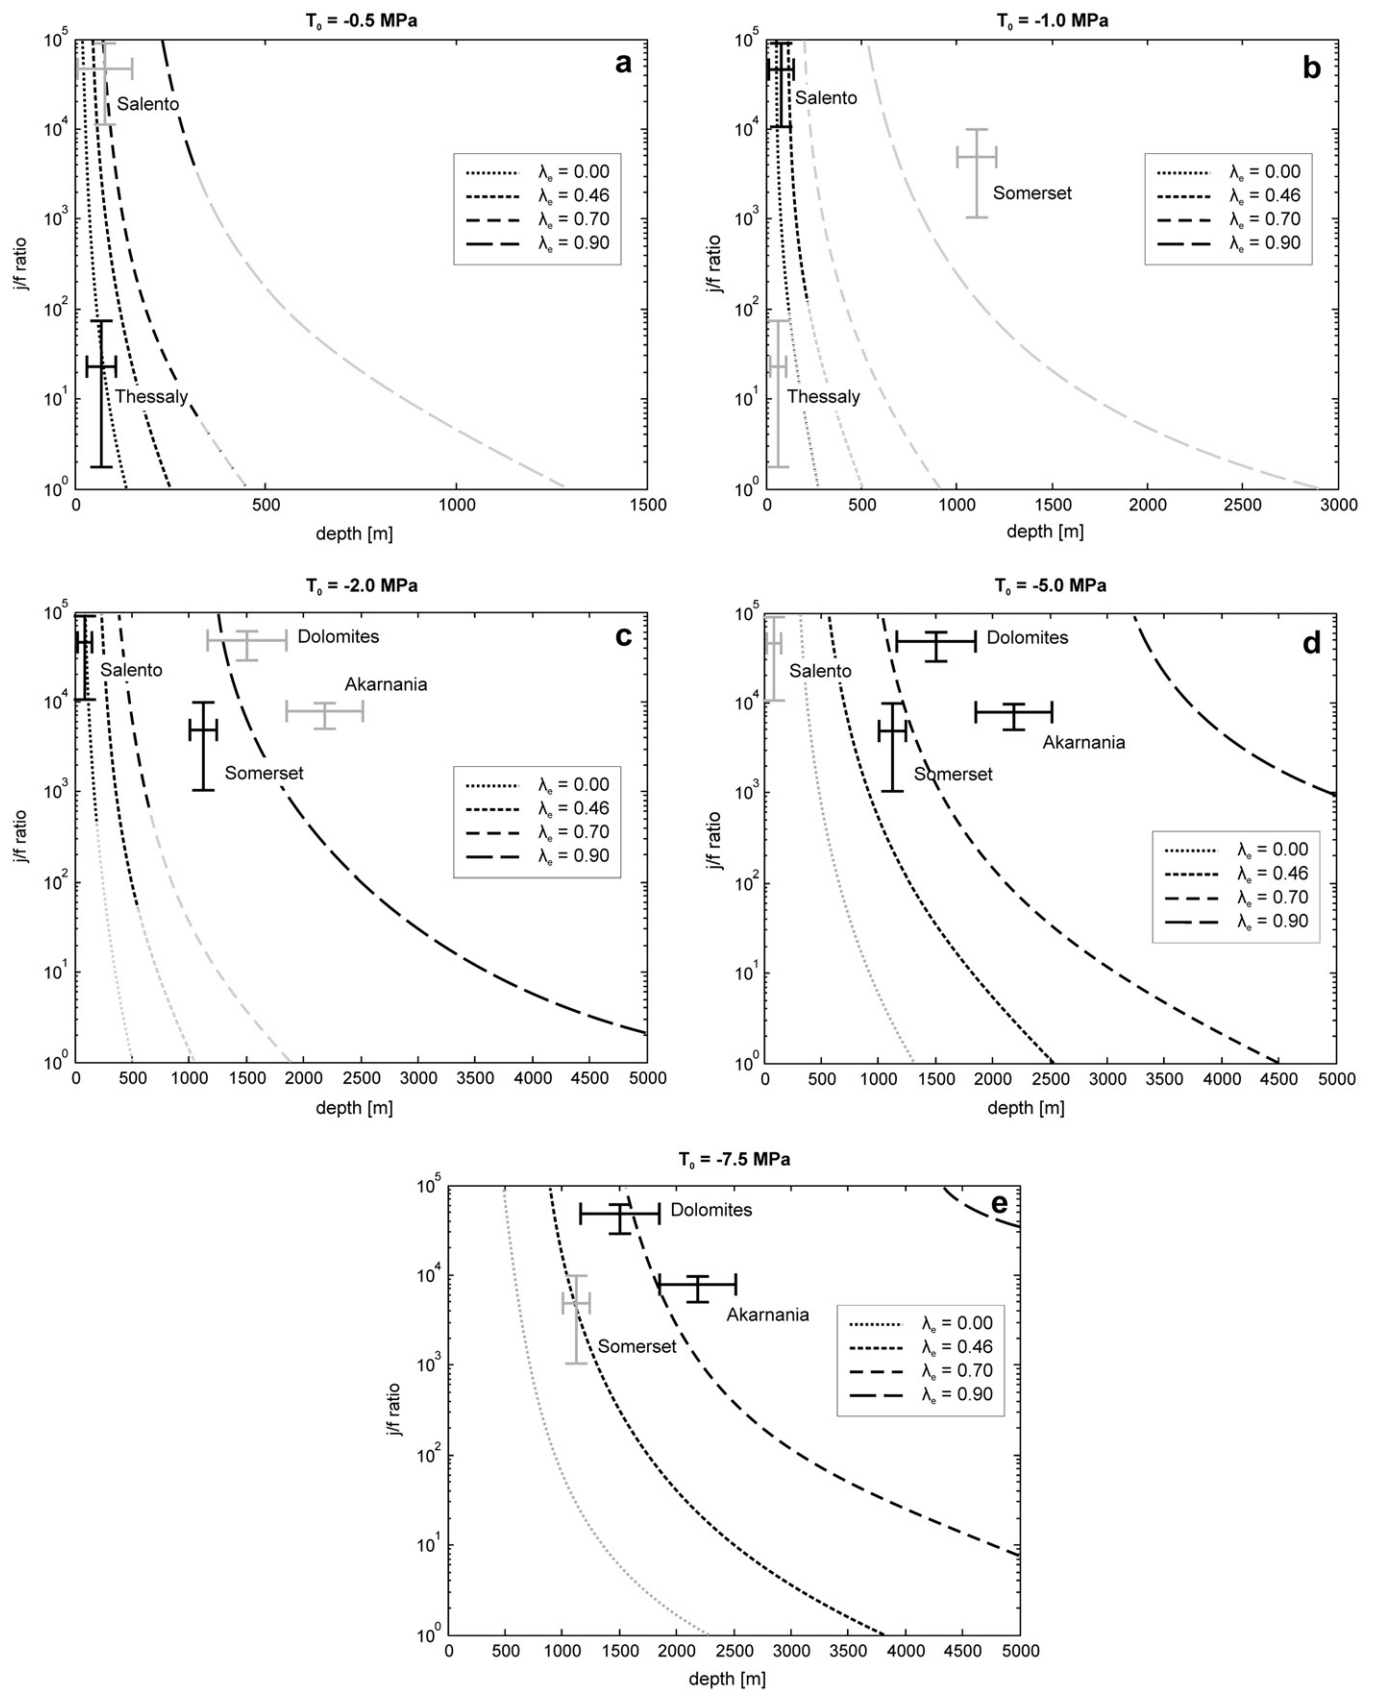 T₀ = -0.5 MPa
a
10⁵
10⁴
10³
10²
10¹
10⁰
j/f ratio
Salento
Thessaly
λₑ = 0.00
λₑ = 0.46
λₑ = 0.70
λₑ = 0.90
0 500 1000 1500
depth [m]
T₀ = -1.0 MPa
b
10⁵
10⁴
10³
10²
10¹
10⁰
j/f ratio
Salento
Somerset
Thessaly
λₑ = 0.00
λₑ = 0.46
λₑ = 0.70
λₑ = 0.90
0 500 1000 1500 2000 2500 3000
depth [m]
T₀ = -2.0 MPa
c
10⁵
10⁴
10³
10²
10¹
10⁰
j/f ratio
Dolomites
Salento
Akarnania
Somerset
λₑ = 0.00
λₑ = 0.46
λₑ = 0.70
λₑ = 0.90
0 500 1000 1500 2000 2500 3000 3500 4000 4500 5000
depth [m]
T₀ = -5.0 MPa
d
10⁵
10⁴
10³
10²
10¹
10⁰
j/f ratio
Dolomites
Salento
Akarnania
Somerset
λₑ = 0.00
λₑ = 0.46
λₑ = 0.70
λₑ = 0.90
0 500 1000 1500 2000 2500 3000 3500 4000 4500 5000
depth [m]
T₀ = -7.5 MPa
e
10⁵
10⁴
10³
10²
10¹
10⁰
j/f ratio
Dolomites
Akarnania
Somerset
λₑ = 0.00
λₑ = 0.46
λₑ = 0.70
λₑ = 0.90
0 500 1000 1500 2000 2500 3000 3500 4000 4500 5000
depth [m]